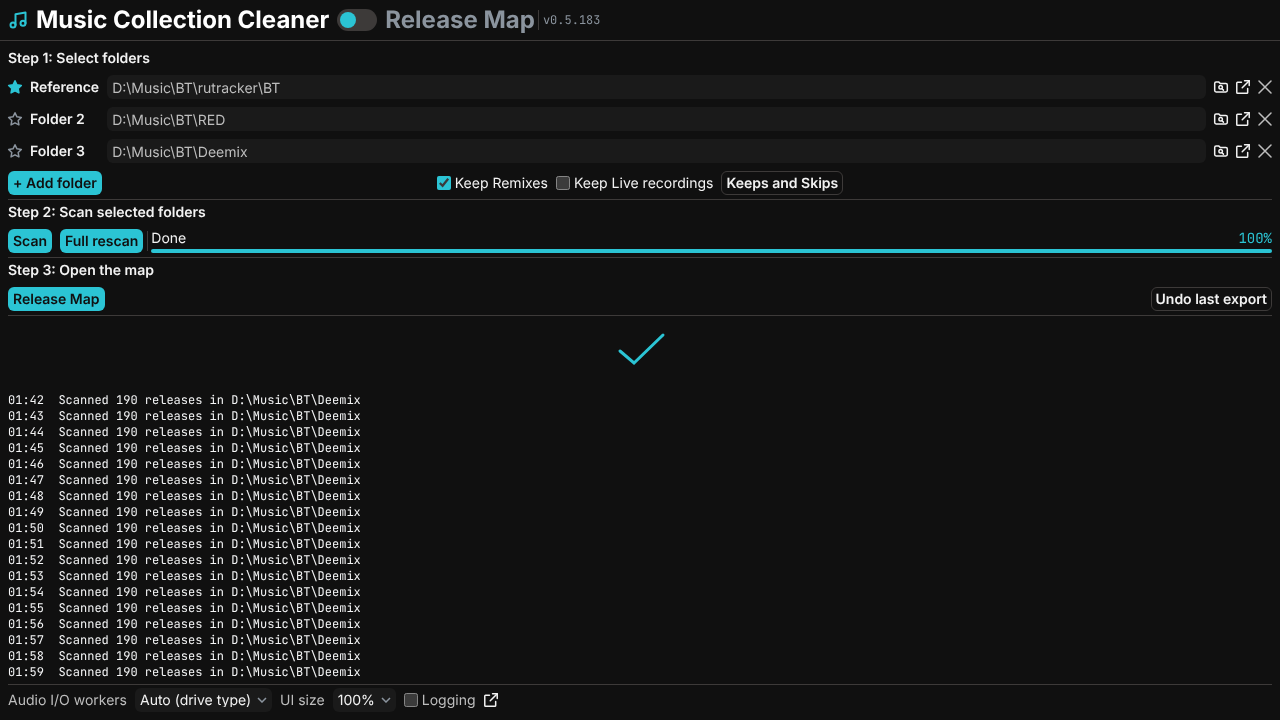 Music Collection Cleaner Release Map v0.5.183
Step 1: Select folders
Reference D:\Music\BT\rutracker\BT
Folder 2 D:\Music\BT\RED
Folder 3 D:\Music\BT\Deemix
+ Add folder Keep Remixes Keep Live recordings Keeps and Skips
Step 2: Scan selected folders
Scan Full rescan Done 100%
Step 3: Open the map
Release Map Undo last export
01:42 Scanned 190 releases in D:\Music\BT\Deemix
01:43 Scanned 190 releases in D:\Music\BT\Deemix
01:44 Scanned 190 releases in D:\Music\BT\Deemix
01:45 Scanned 190 releases in D:\Music\BT\Deemix
01:46 Scanned 190 releases in D:\Music\BT\Deemix
01:47 Scanned 190 releases in D:\Music\BT\Deemix
01:48 Scanned 190 releases in D:\Music\BT\Deemix
01:49 Scanned 190 releases in D:\Music\BT\Deemix
01:50 Scanned 190 releases in D:\Music\BT\Deemix
01:51 Scanned 190 releases in D:\Music\BT\Deemix
01:52 Scanned 190 releases in D:\Music\BT\Deemix
01:53 Scanned 190 releases in D:\Music\BT\Deemix
01:54 Scanned 190 releases in D:\Music\BT\Deemix
01:55 Scanned 190 releases in D:\Music\BT\Deemix
01:56 Scanned 190 releases in D:\Music\BT\Deemix
01:57 Scanned 190 releases in D:\Music\BT\Deemix
01:58 Scanned 190 releases in D:\Music\BT\Deemix
01:59 Scanned 190 releases in D:\Music\BT\Deemix
Audio I/O workers Auto (drive type) UI size 100% Logging